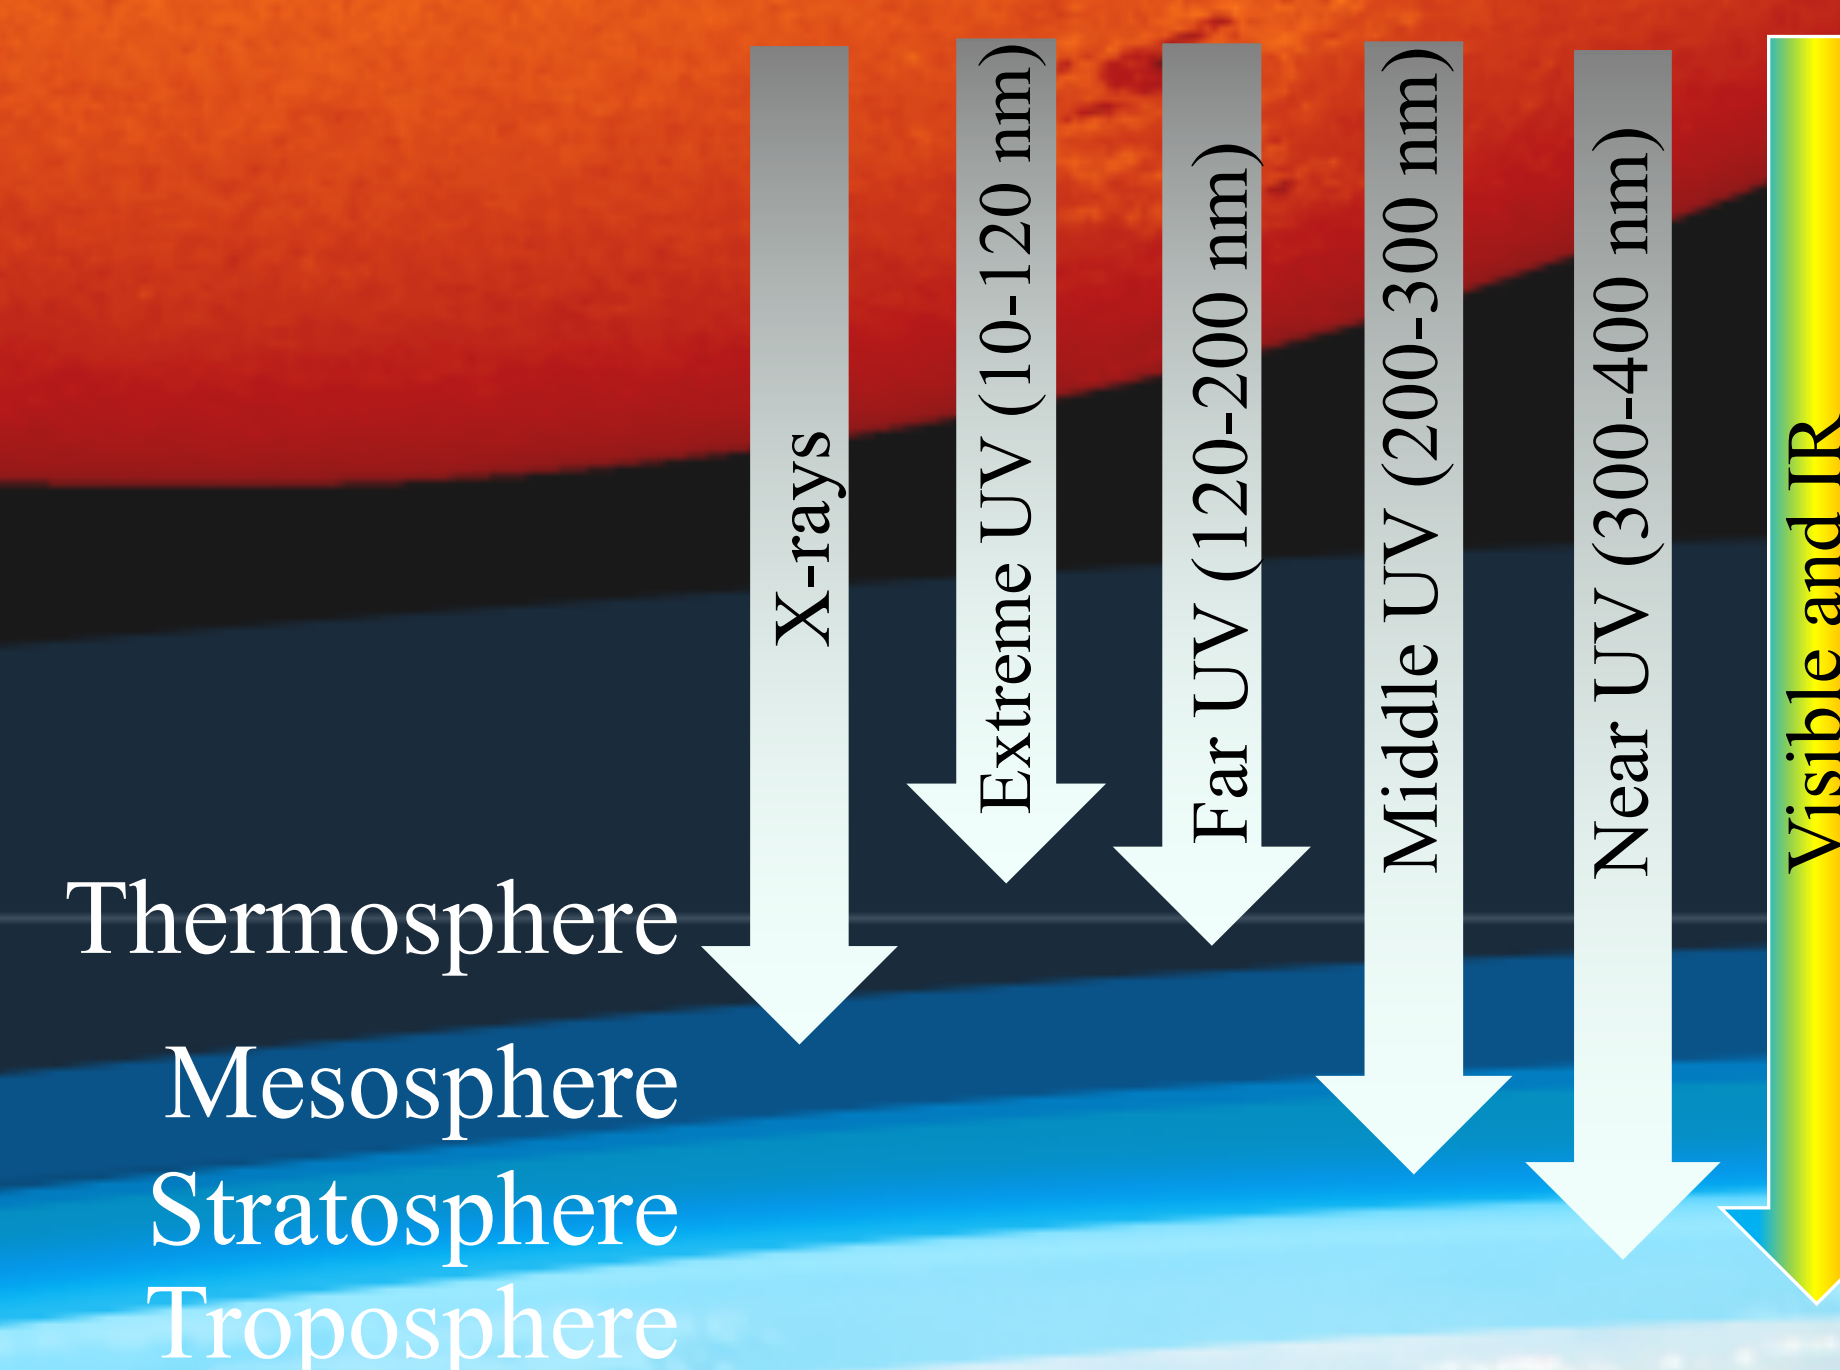 X-rays
Extreme UV (10-120 nm)
Far UV (120-200 nm)
Middle UV (200-300 nm)
Near UV (300-400 nm)
Visible and IR
Thermosphere
Mesosphere
Stratosphere
Troposphere